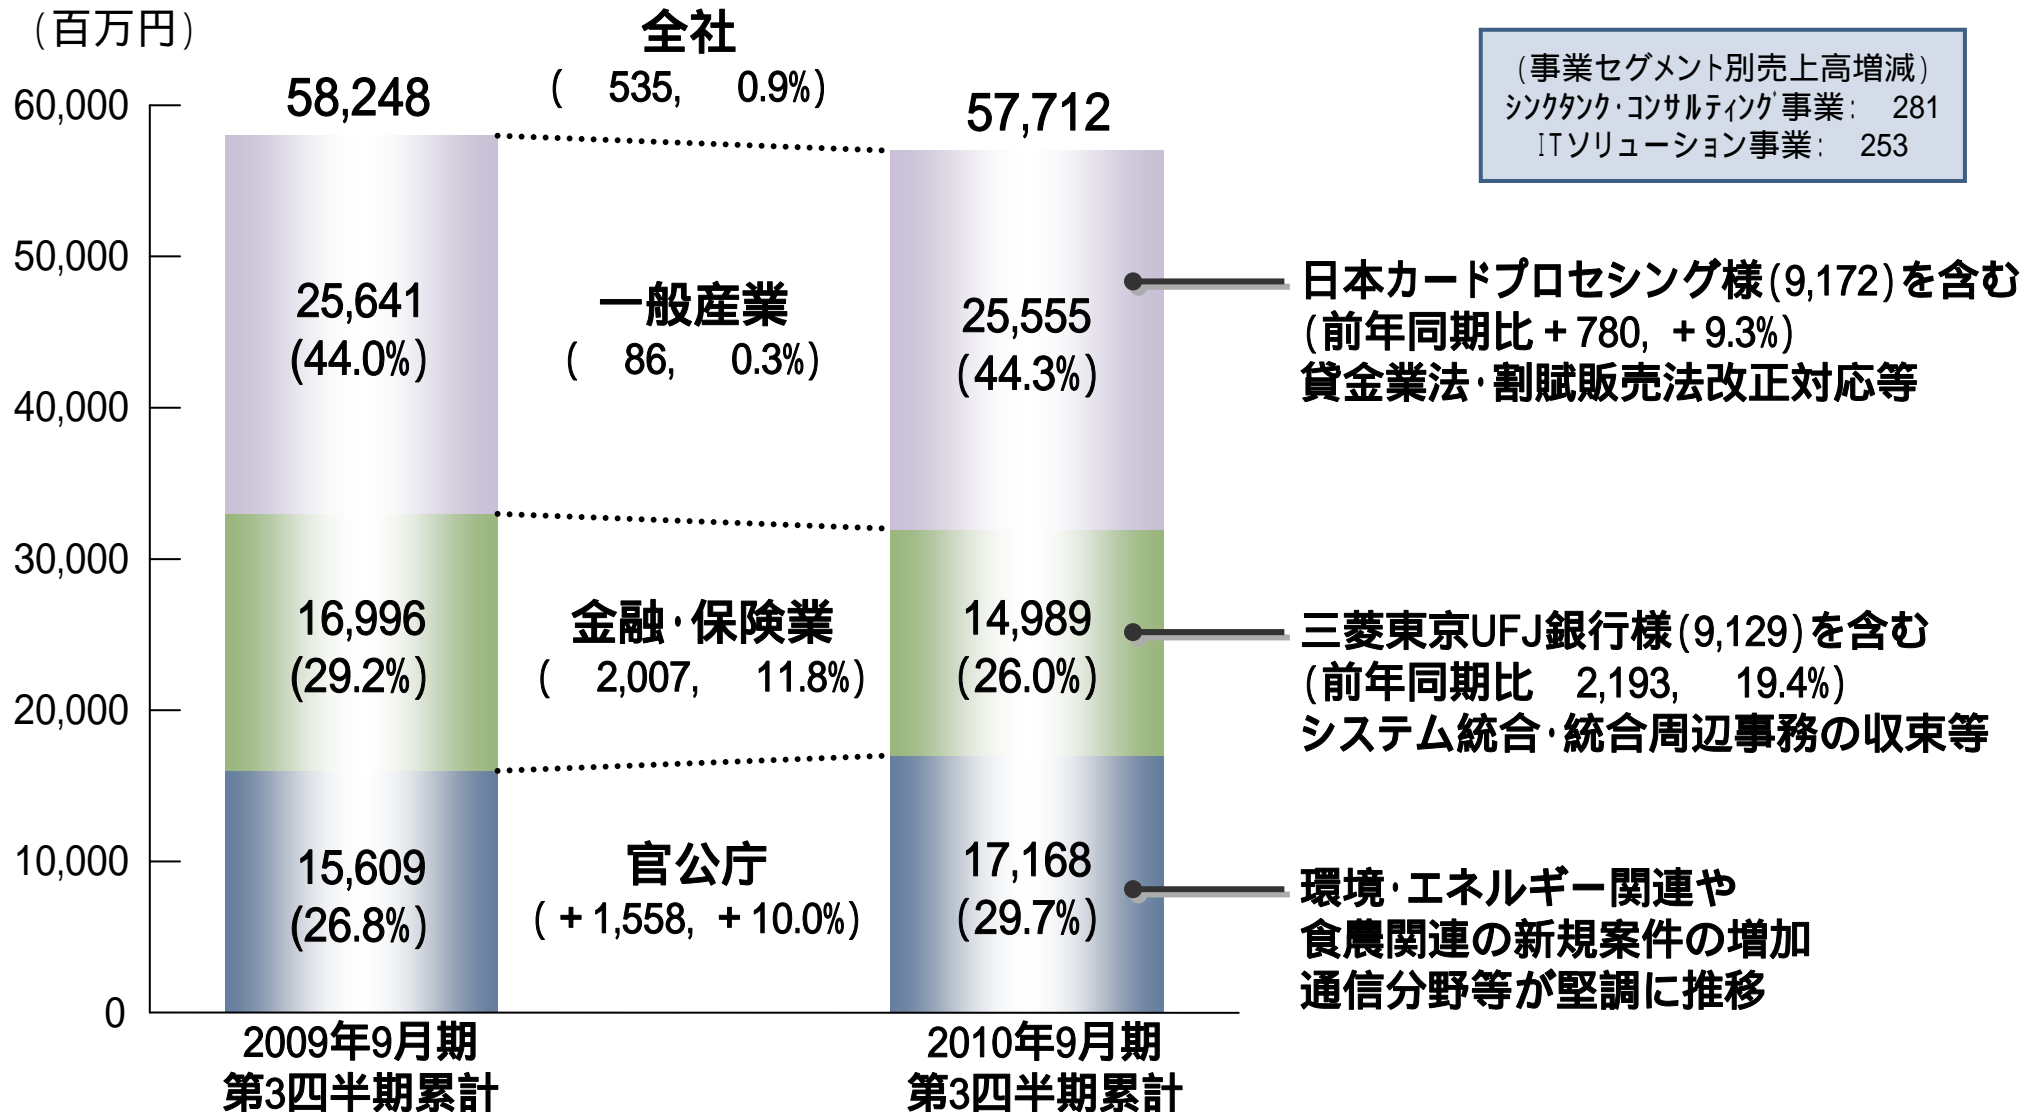 (百万円)
全社
( 535, 0.9%)
58,248
57,712
(事業セグメント別売上高増減)
シンクタンク・コンサルティング事業: 281
ITソリューション事業: 253
60,000
50,000
40,000
30,000
20,000
10,000
0
25,641
(44.0%)
一般産業
( 86, 0.3%)
25,555
(44.3%)
日本カードプロセシング様(9,172)を含む
(前年同期比+780, +9.3%)
貸金業法・割賦販売法改正対応等
16,996
(29.2%)
金融・保険業
( 2,007, 11.8%)
14,989
(26.0%)
三菱東京UFJ銀行様(9,129)を含む
(前年同期比 2,193, 19.4%)
システム統合・統合周辺事務の収束等
15,609
(26.8%)
官公庁
(+1,558, +10.0%)
17,168
(29.7%)
環境・エネルギー関連や
食農関連の新規案件の増加
通信分野等が堅調に推移
2009年9月期
第3四半期累計
2010年9月期
第3四半期累計